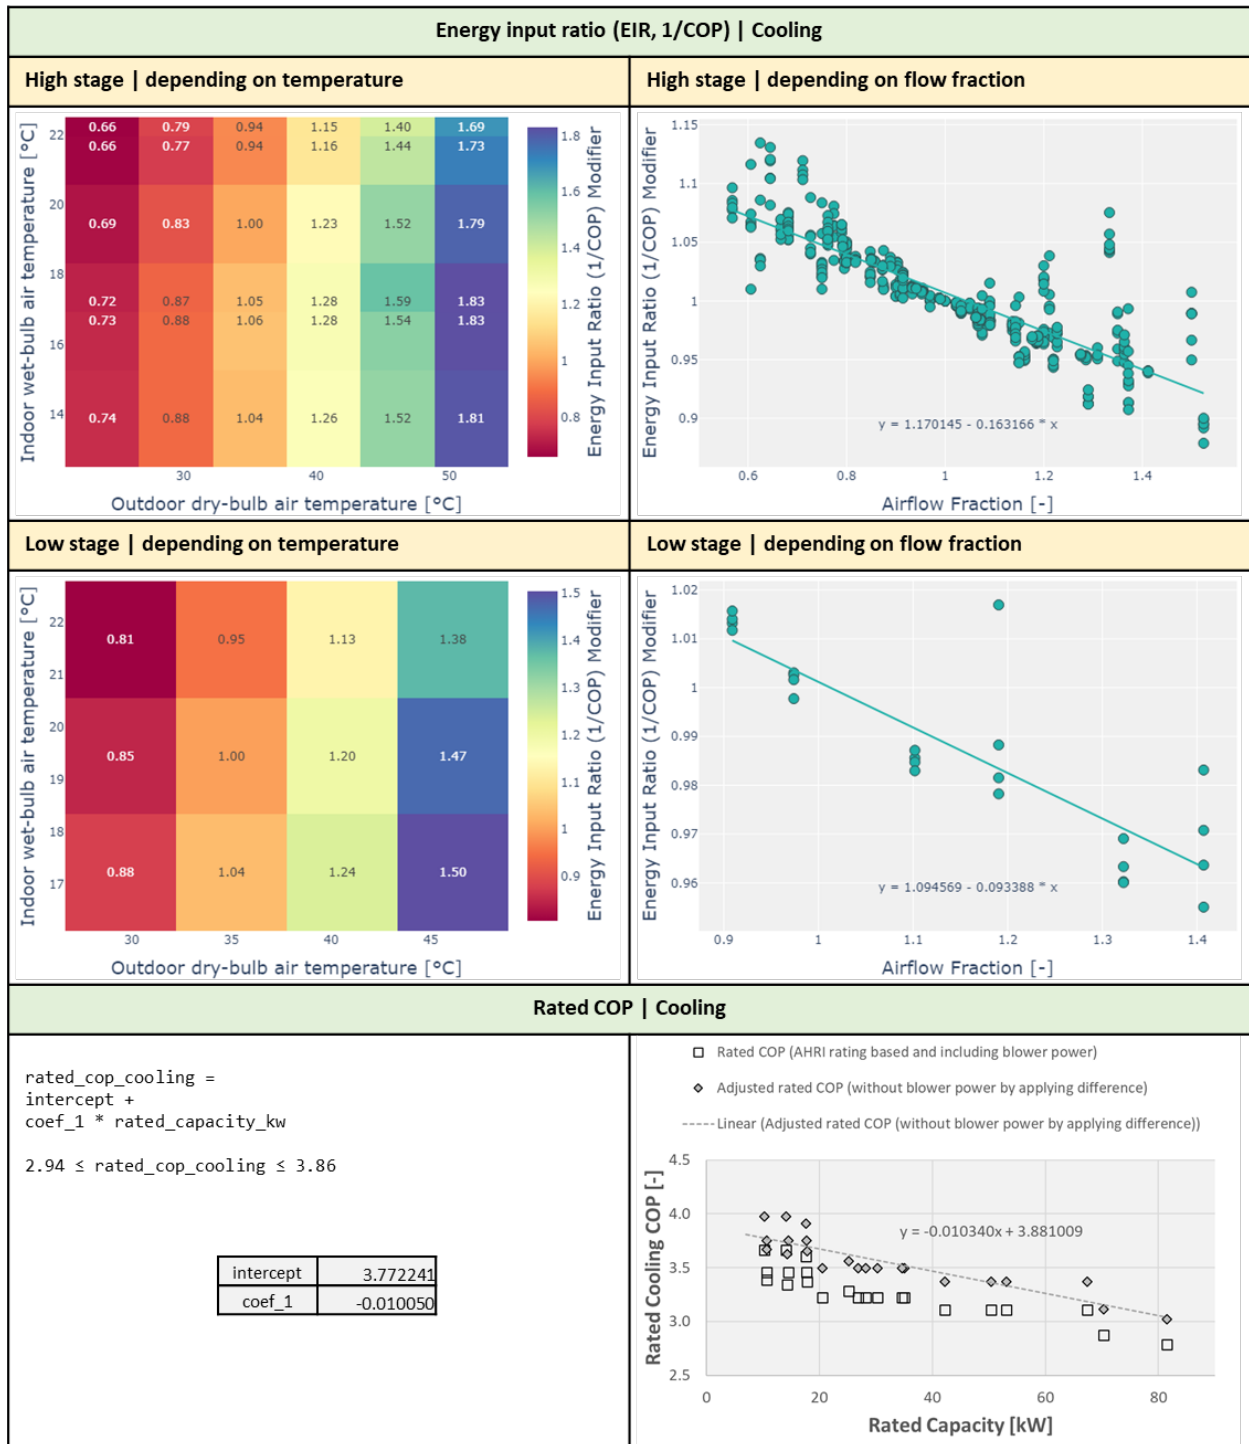 Energy input ratio (EIR, 1/COP) | Cooling
High stage | depending on temperature
High stage | depending on flow fraction
Indoor wet-bulb air temperature [°C]
22
20
18
16
14
0.66 0.79 0.94 1.15 1.40 1.69
0.66 0.77 0.94 1.16 1.44 1.73
0.69 0.83 1.00 1.23 1.52 1.79
0.72 0.87 1.05 1.28 1.59 1.83
0.73 0.88 1.06 1.28 1.54 1.83
0.74 0.88 1.04 1.26 1.52 1.81
30 40 50
Outdoor dry-bulb air temperature [°C]
1.8
1.6
1.4
1.2
1
0.8
Energy Input Ratio (1/COP) Modifier
Energy Input Ratio (1/COP) Modifier
1.15
1.1
1.05
1
0.95
0.9
y = 1.170145 - 0.163166 * x
0.6 0.8 1 1.2 1.4
Airflow Fraction [-]
Low stage | depending on temperature
Low stage | depending on flow fraction
Indoor wet-bulb air temperature [°C]
22
21
20
19
18
17
0.81 0.95 1.13 1.38
0.85 1.00 1.20 1.47
0.88 1.04 1.24 1.50
30 35 40 45
Outdoor dry-bulb air temperature [°C]
1.5
1.4
1.3
1.2
1.1
1
0.9
Energy Input Ratio (1/COP) Modifier
Energy Input Ratio (1/COP) Modifier
1.02
1.01
1
0.99
0.98
0.97
0.96
y = 1.094569 - 0.093388 * x
0.9 1 1.1 1.2 1.3 1.4
Airflow Fraction [-]
Rated COP | Cooling
rated_cop_cooling =
intercept +
coef_1 * rated_capacity_kw
2.94 ≤ rated_cop_cooling ≤ 3.86
intercept 3.772241
coef_1 -0.010050
Rated COP (AHRI rating based and including blower power)
Adjusted rated COP (without blower power by applying difference)
Linear (Adjusted rated COP (without blower power by applying difference))
Rated Cooling COP [-]
4.5
4.0
3.5
3.0
2.5
y = -0.010340x + 3.881009
0 20 40 60 80
Rated Capacity [kW]